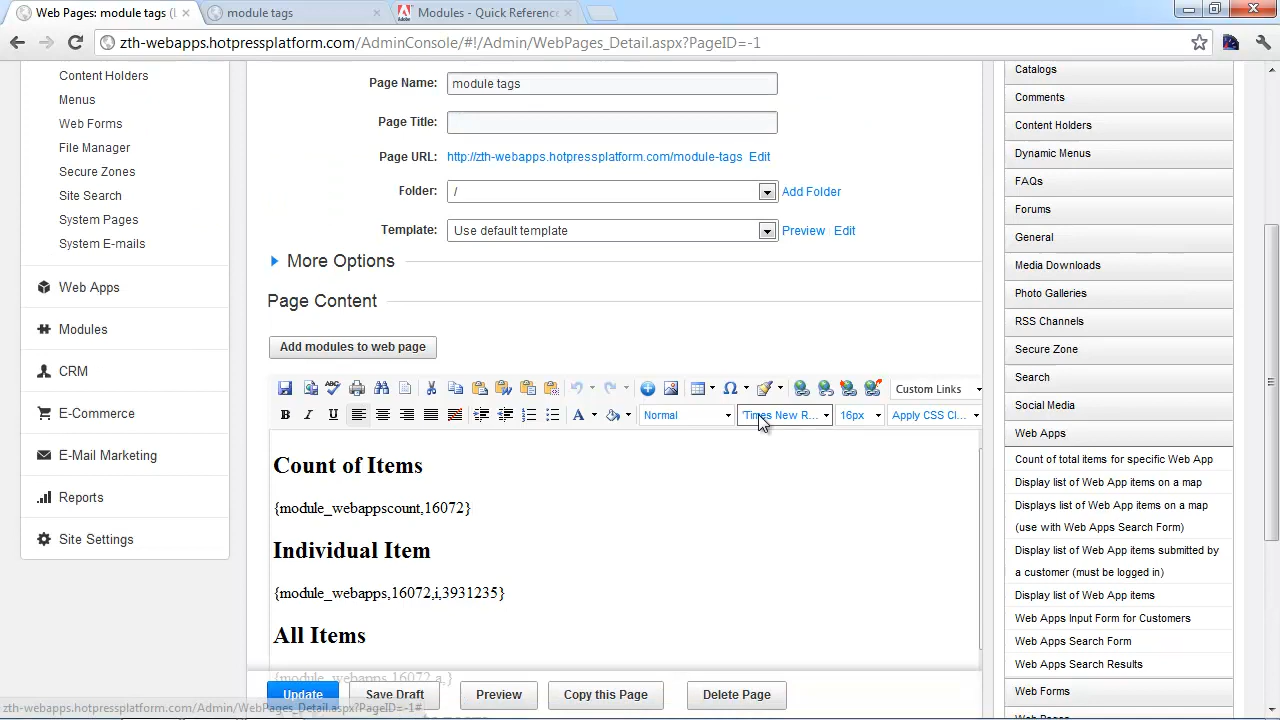 Web Pages: module tags (l
module tags
Modules - Quick Reference
zth-webapps.hotpressplatform.com/AdminConsole/#!/Admin/WebPages_Detail.aspx?PageID=-1
Content Holders
Menus
Web Forms
File Manager
Secure Zones
Site Search
System Pages
System E-mails
Web Apps
Modules
CRM
E-Commerce
E-Mail Marketing
Reports
Site Settings
Page Name: module tags
Page Title:
Page URL: http://zth-webapps.hotpressplatform.com/module-tags Edit
Folder: / Add Folder
Template: Use default template Preview Edit
More Options
Page Content
Add modules to web page
Custom Links
Normal 'Times New R... 16px Apply CSS Cl...
Count of Items
{module_webappscount,16072}
Individual Item
{module_webapps,16072,i,3931235}
All Items
{module_webapps,16072,a,}
Update Save Draft Preview Copy this Page Delete Page
zth-webapps.hotpressplatform.com/Admin/WebPages_Detail.aspx?PageID=-1#
Catalogs
Comments
Content Holders
Dynamic Menus
FAQs
Forums
General
Media Downloads
Photo Galleries
RSS Channels
Secure Zone
Search
Social Media
Web Apps
Count of total items for specific Web App
Display list of Web App items on a map
Displays list of Web App items on a map
(use with Web Apps Search Form)
Display list of Web App items submitted by
a customer (must be logged in)
Display list of Web App items
Web Apps Input Form for Customers
Web Apps Search Form
Web Apps Search Results
Web Forms